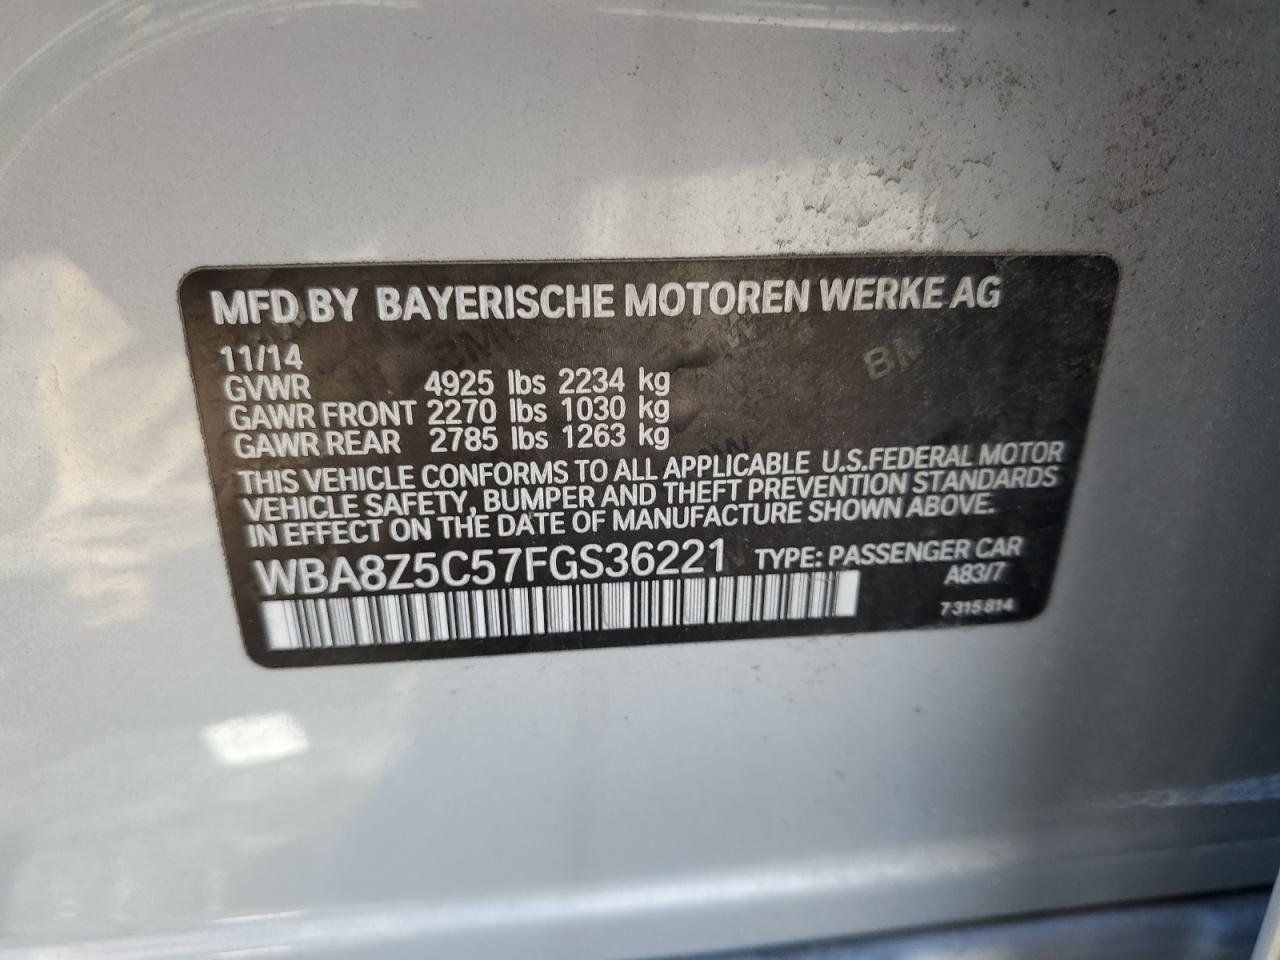 MFD.BY BAYERISCHE MOTOREN WERKE AG
11/14
GVWR 4925 lbs 2234 kg
GAWR FRONT 2270 lbs 1030 kg
GAWR REAR 2785 lbs 1263 kg
THIS VEHICLE CONFORMS TO ALL APPLICABLE U.S.FEDERAL MOTOR
VEHICLE SAFETY, BUMPER AND THEFT PREVENTION STANDARDS
IN EFFECT ON THE DATE OF MANUFACTURE SHOWN ABOVE.
WBA8Z5C57FGS36221 TYPE: PASSENGER CAR
A83/7
7 315 814